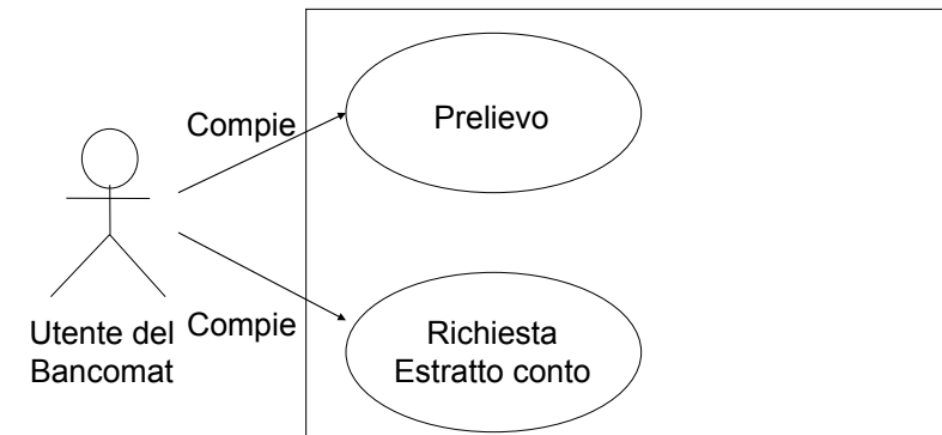 Compie
Prelievo
Utente del
Bancomat
Compie
Richiesta
Estratto conto